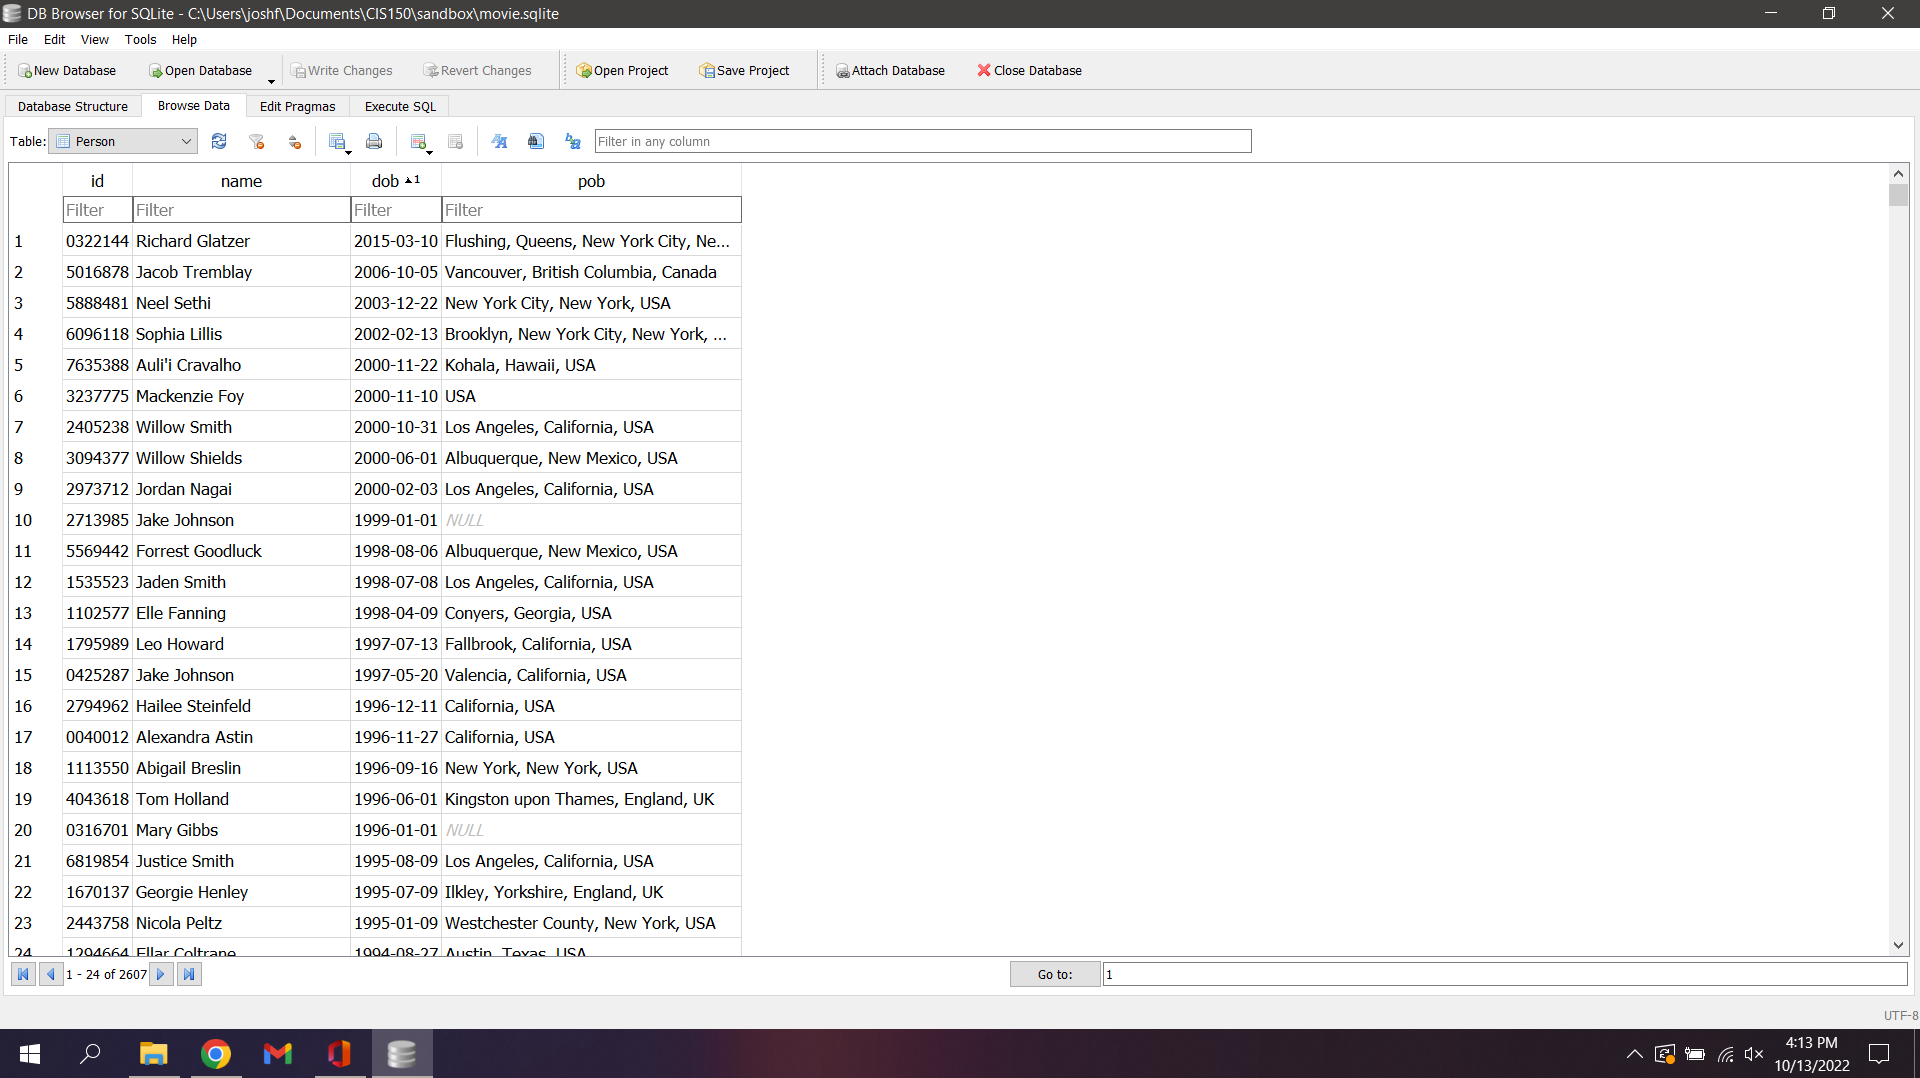 DB Browser for SQLite - C:\Users\joshf\Documents\CIS150\sandbox\movie.sqlite
File Edit View Tools Help
New Database Open Database Write Changes Revert Changes Open Project Save Project Attach Database Close Database
Database Structure Browse Data Edit Pragmas Execute SQL
Table: Person Filter in any column
id name dob 1 pob
Filter Filter Filter Filter
1 0322144 Richard Glatzer 2015-03-10 Flushing, Queens, New York City, Ne...
2 5016878 Jacob Tremblay 2006-10-05 Vancouver, British Columbia, Canada
3 5888481 Neel Sethi 2003-12-22 New York City, New York, USA
4 6096118 Sophia Lillis 2002-02-13 Brooklyn, New York City, New York, ...
5 7635388 Auli'i Cravalho 2000-11-22 Kohala, Hawaii, USA
6 3237775 Mackenzie Foy 2000-11-10 USA
7 2405238 Willow Smith 2000-10-31 Los Angeles, California, USA
8 3094377 Willow Shields 2000-06-01 Albuquerque, New Mexico, USA
9 2973712 Jordan Nagai 2000-02-03 Los Angeles, California, USA
10 2713985 Jake Johnson 1999-01-01 NULL
11 5569442 Forrest Goodluck 1998-08-06 Albuquerque, New Mexico, USA
12 1535523 Jaden Smith 1998-07-08 Los Angeles, California, USA
13 1102577 Elle Fanning 1998-04-09 Conyers, Georgia, USA
14 1795989 Leo Howard 1997-07-13 Fallbrook, California, USA
15 0425287 Jake Johnson 1997-05-20 Valencia, California, USA
16 2794962 Hailee Steinfeld 1996-12-11 California, USA
17 0040012 Alexandra Astin 1996-11-27 California, USA
18 1113550 Abigail Breslin 1996-09-16 New York, New York, USA
19 4043618 Tom Holland 1996-06-01 Kingston upon Thames, England, UK
20 0316701 Mary Gibbs 1996-01-01 NULL
21 6819854 Justice Smith 1995-08-09 Los Angeles, California, USA
22 1670137 Georgie Henley 1995-07-09 Ilkley, Yorkshire, England, UK
23 2443758 Nicola Peltz 1995-01-09 Westchester County, New York, USA
24 1294664 Ellar Coltrane 1994-08-27 Austin, Texas, USA
1 - 24 of 2607 Go to: 1
UTF-8
4:13 PM
10/13/2022